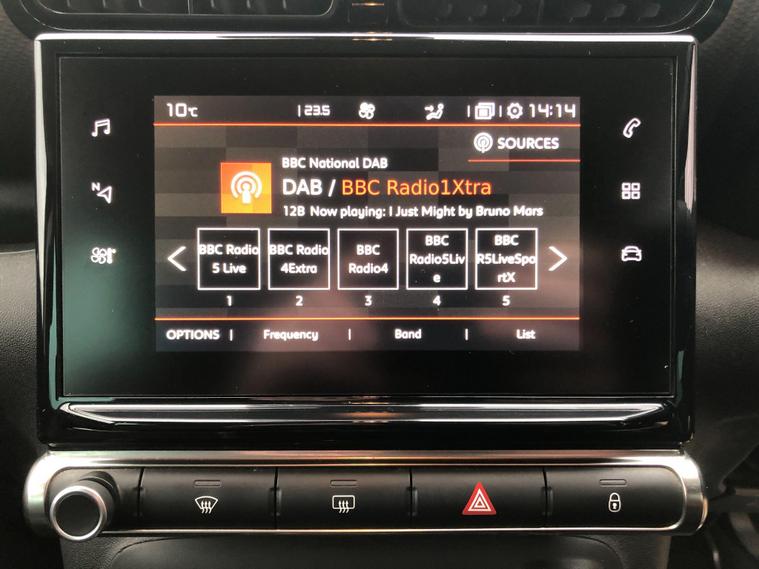 10°C | 23.5 | | 14:14
SOURCES
BBC National DAB
DAB / BBC Radio1Xtra
12B Now playing: I Just Might by Bruno Mars
BBC Radio
5 Live
BBC Radio
4Extra
BBC
Radio4
BBC
Radio5Liv
e
BBC
R5LiveSpo
rtX
1 2 3 4 5
OPTIONS | Frequency | Band | List
N